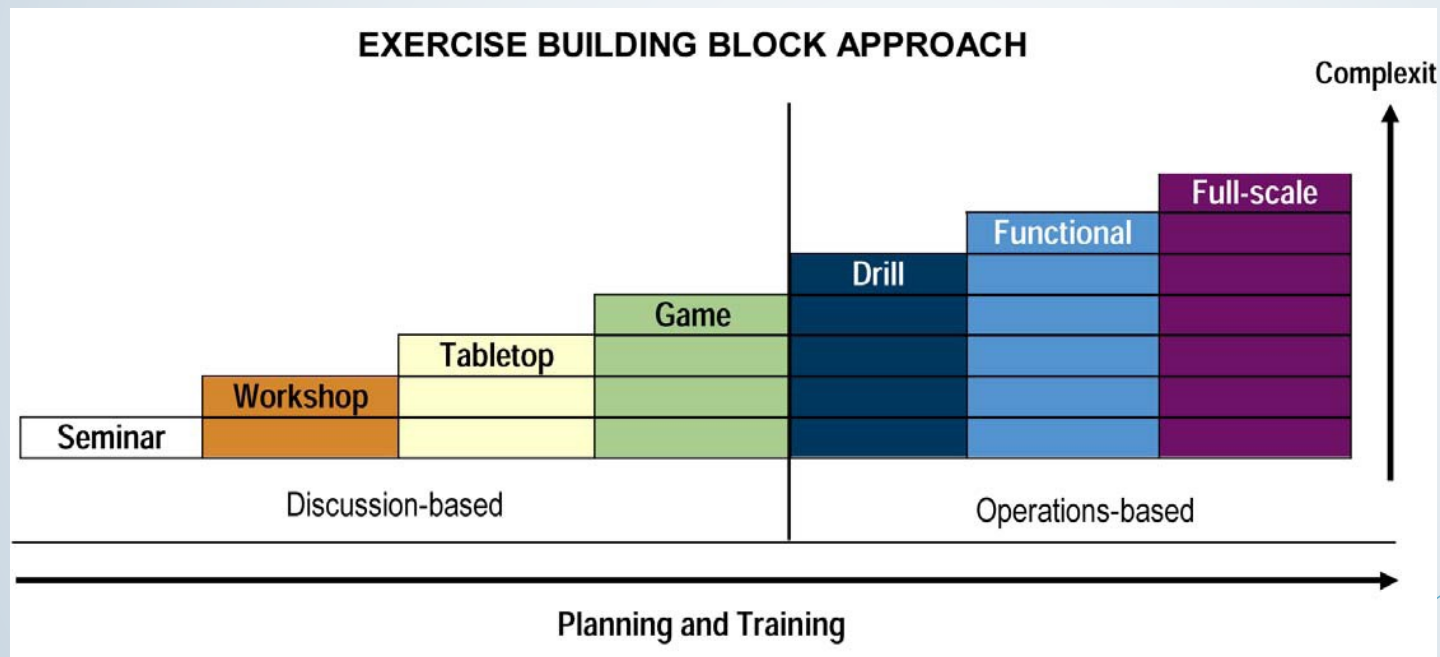 EXERCISE BUILDING BLOCK APPROACH
Complexit
Full-scale
Functional
Drill
Game
Tabletop
Workshop
Seminar
Discussion-based
Operations-based
Planning and Training